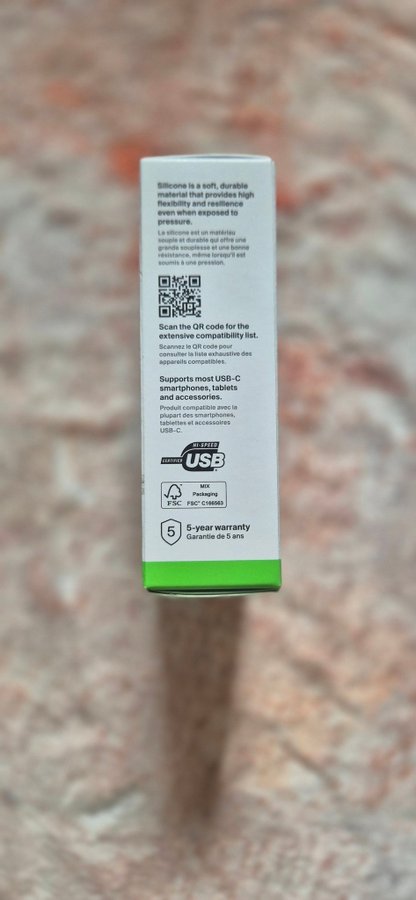 Silicone is a soft, durable
material that provides high
flexibility and resilience
even when exposed to
pressure.
Le silicone est un matériau
souple et durable qui offre une
grande souplesse et une bonne
résistance, même lorsqu'il est
soumis à une pression.
Scan the QR code for the
extensive compatibility list.
Scannez le QR code pour
consulter la liste exhaustive des
appareils compatibles.
Supports most USB-C
smartphones, tablets
and accessories.
Produit compatible avec la
plupart des smartphones,
tablettes et accessoires
USB-C.
HI-SPEED
CERTIFIED USB
FSC
MIX
Packaging
FSC® C166563
5
5-year warranty
Garantie de 5 ans